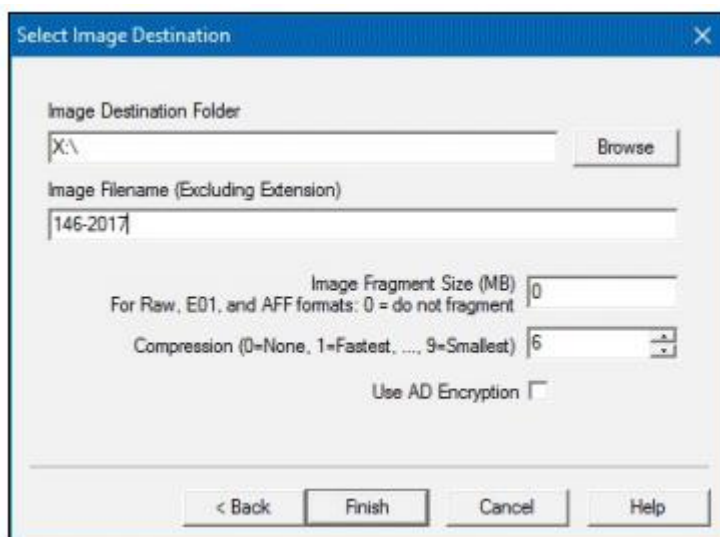 Select Image Destination
Image Destination Folder
X:\
Browse
Image Filename (Excluding Extension)
146-2017
Image Fragment Size (MB)
0
For Raw, E01, and AFF formats: 0 = do not fragment
Compression (0=None, 1=Fastest, ..., 9=Smallest)
6
Use AD Encryption
< Back
Finish
Cancel
Help